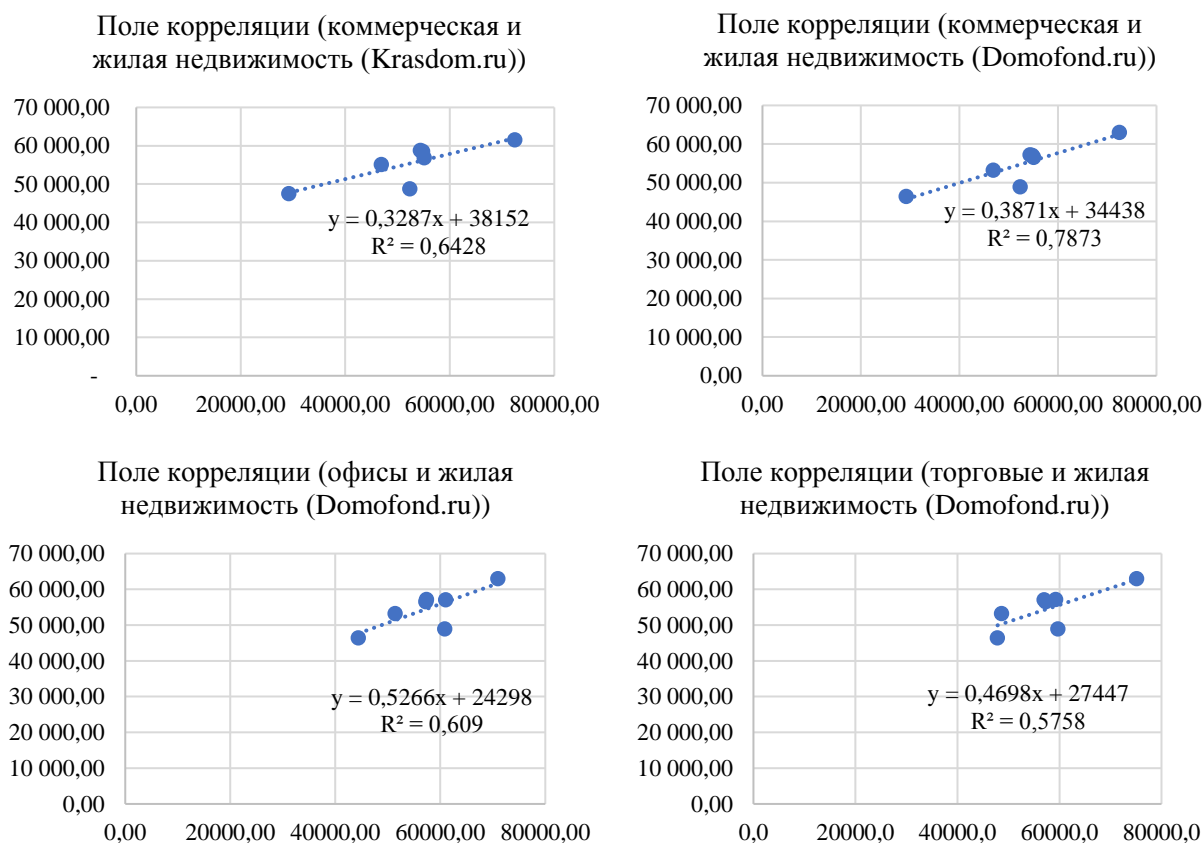 Поле корреляции (коммерческая и
жилая недвижимость (Krasdom.ru))
70 000,00
60 000,00
50 000,00
40 000,00
30 000,00
20 000,00
10 000,00
-
y = 0,3287x + 38152
R² = 0,6428
0,00 20000,00 40000,00 60000,00 80000,00
Поле корреляции (коммерческая и
жилая недвижимость (Domofond.ru))
70 000,00
60 000,00
50 000,00
40 000,00
30 000,00
20 000,00
10 000,00
0,00
y = 0,3871x + 34438
R² = 0,7873
0,00 20000,00 40000,00 60000,00 80000,00
Поле корреляции (офисы и жилая
недвижимость (Domofond.ru))
70 000,00
60 000,00
50 000,00
40 000,00
30 000,00
20 000,00
10 000,00
0,00
y = 0,5266x + 24298
R² = 0,609
0,00 20000,00 40000,00 60000,00 80000,00
Поле корреляции (торговые и жилая
недвижимость (Domofond.ru))
70 000,00
60 000,00
50 000,00
40 000,00
30 000,00
20 000,00
10 000,00
0,00
y = 0,4698x + 27447
R² = 0,5758
0,0 20000,0 40000,0 60000,0 80000,0